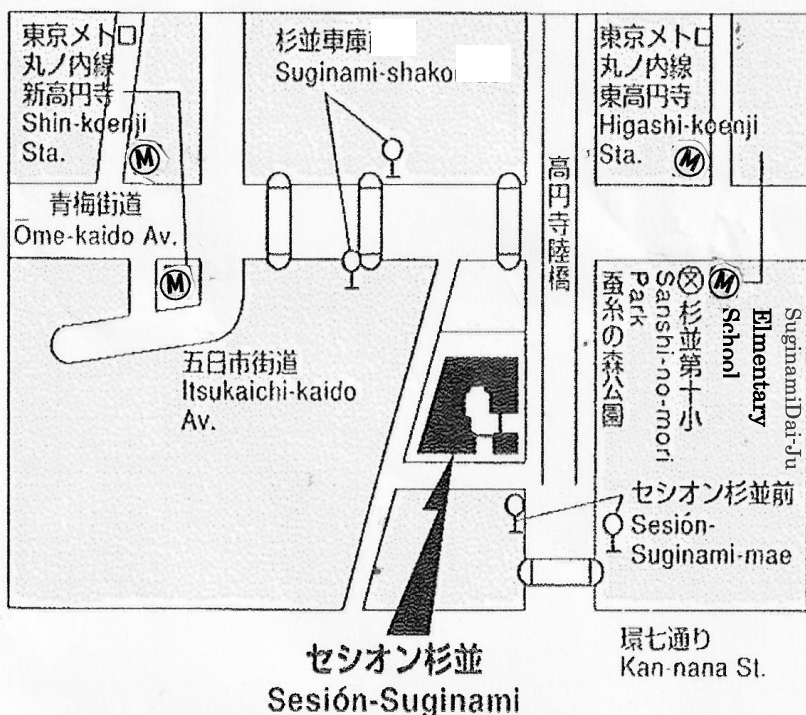 東京メトロ
丸ノ内線
新高円寺
Shin-koenji
Sta.
杉並車庫
Suginami-shako
東京メトロ
丸ノ内線
東高円寺
Higashi-koenji
Sta.
M
M
青梅街道
Ome-kaido Av.
高円寺陸橋
M
M
五日市街道
Itsukaichi-kaido
Av.
蚕糸の森公園
Sanshi-no-mori
Park
文杉並第十小
SuginamiDai-Ju
Elmentary
School
セシオン杉並前
Sesión-
Suginami-mae
セシオン杉並
Sesión-Suginami
環七通り
Kan-nana St.